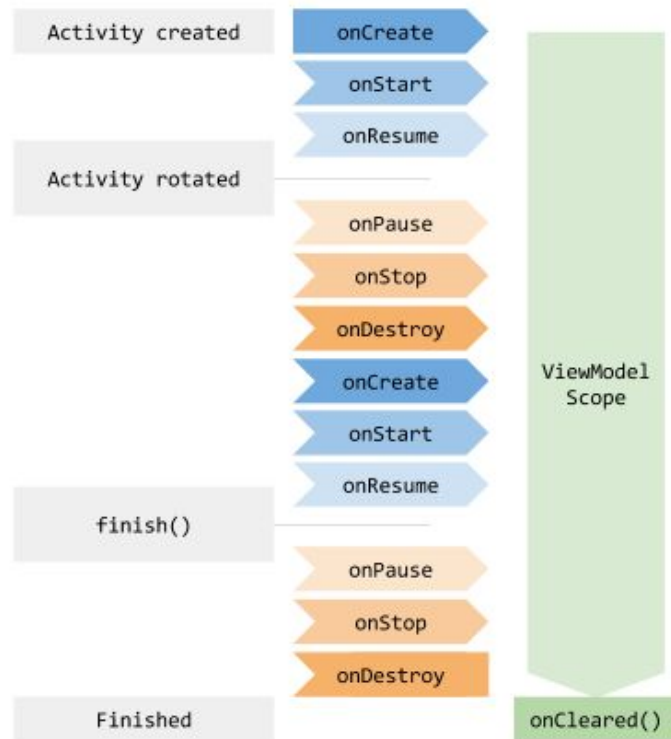 Activity created
onCreate
onStart
onResume
Activity rotated
onPause
onStop
onDestroy
onCreate
onStart
onResume
finish()
onPause
onStop
onDestroy
Finished
ViewModel
Scope
onCleared()